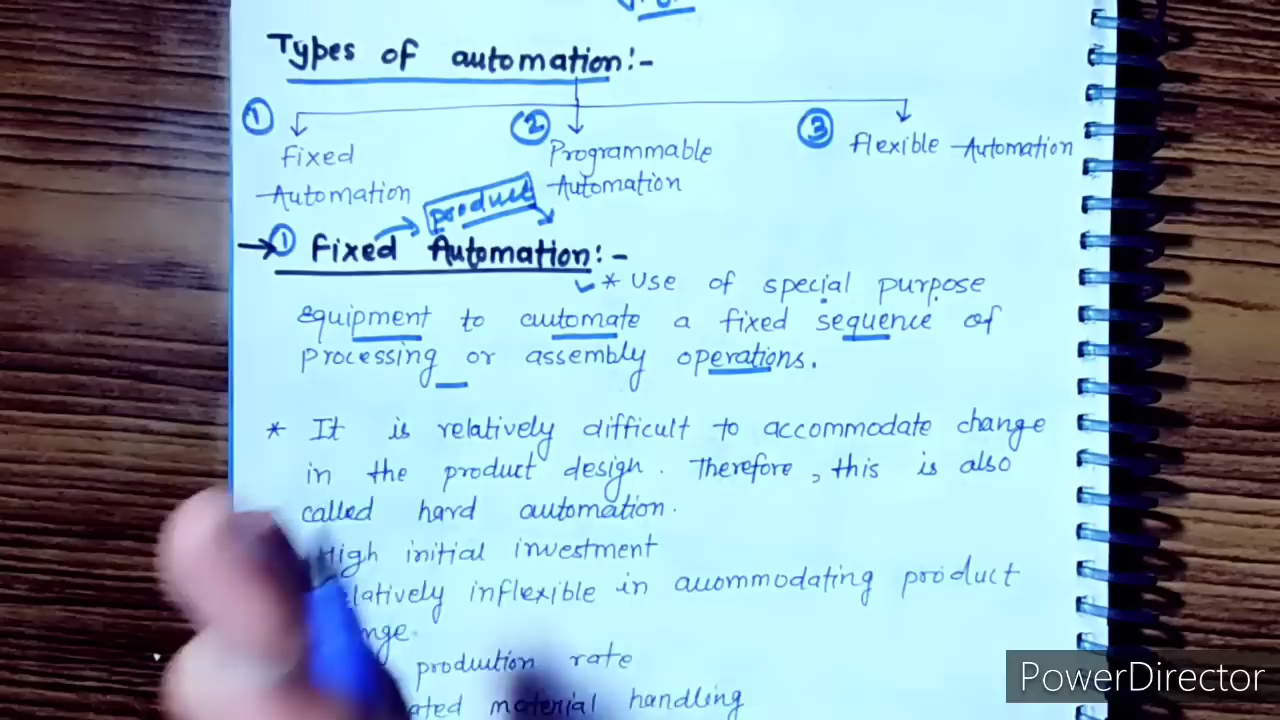 Types of automation:-
① ② ③
Fixed Programmable Flexible Automation
Automation Automation
product
→ ① Fixed Automation:-
* Use of special purpose
equipment to automate a fixed sequence of
processing or assembly operations.
* It is relatively difficult to accommodate change
in the product design. Therefore, this is also
called hard automation.
High initial investment
latively inflexible in accommodating product
nge.
production rate
ated material handling
PowerDirector